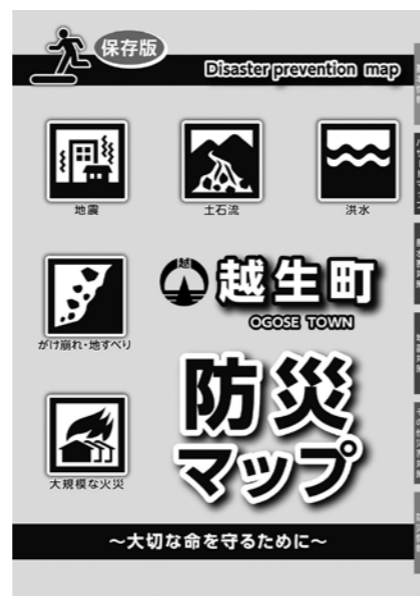 保存版
Disaster prevention map
地震
土石流
洪水
がけ崩れ・地すべり
越
越生町
OGOSE TOWN
大規模な火災
防災
マップ
～大切な命を守るために～